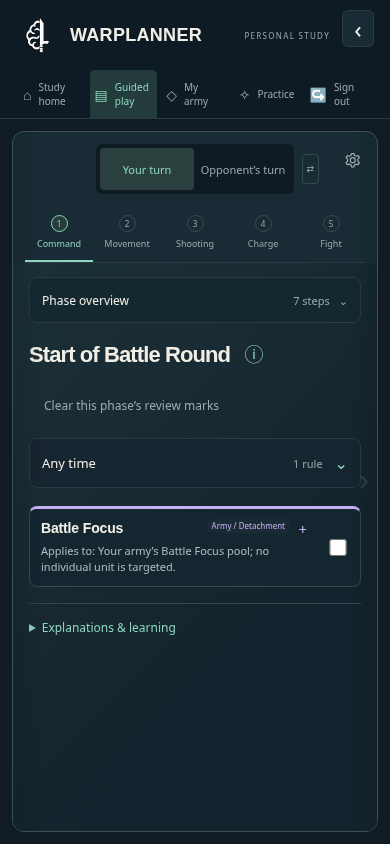 WARPLANNER
PERSONAL STUDY
Study home
Guided play
My army
Practice
Sign out
Your turn
Opponent's turn
1
2
3
4
5
Command
Movement
Shooting
Charge
Fight
Phase overview
7 steps
Start of Battle Round
Clear this phase's review marks
Any time
1 rule
Battle Focus
Army / Detachment
+
Applies to: Your army's Battle Focus pool; no
individual unit is targeted.
Explanations & learning